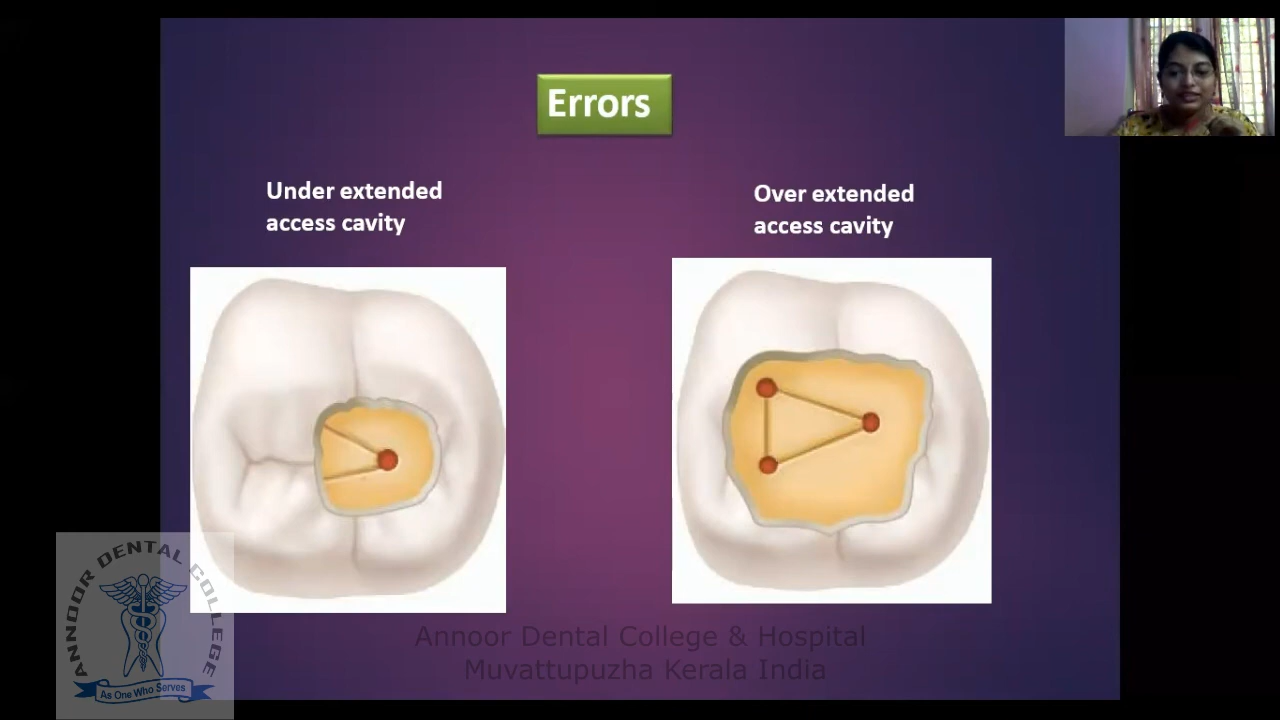 Errors
Under extended
access cavity
Over extended
access cavity
ANNOOR DENTAL COLLEGE
As One Who Serves
Annoor Dental College & Hospital
Muvattupuzha Kerala India